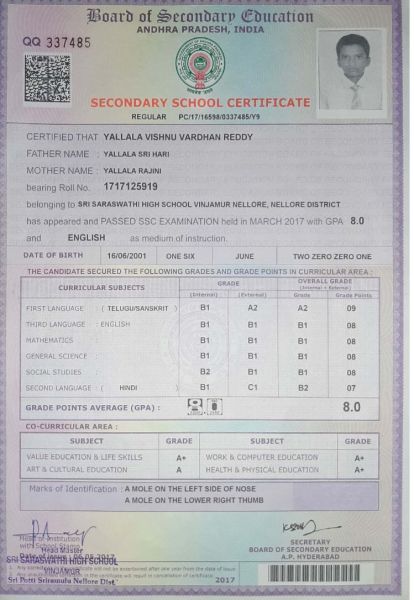 Board of Secondary Education
ANDHRA PRADESH, INDIA
QQ 337485
SECONDARY SCHOOL CERTIFICATE
REGULAR PC/17/16598/0337485/Y9
CERTIFIED THAT YALLALA VISHNU VARDHAN REDDY
FATHER NAME : YALLALA SRI HARI
MOTHER NAME : YALLALA RAJINI
bearing Roll No. 1717125919
belonging to SRI SARASWATHI HIGH SCHOOL VINJAMUR NELLORE, NELLORE DISTRICT
has appeared and PASSED SSC EXAMINATION held in MARCH 2017 with GPA 8.0
and ENGLISH as medium of instruction.
DATE OF BIRTH 16/06/2001 ONE SIX JUNE TWO ZERO ZERO ONE
THE CANDIDATE SECURED THE FOLLOWING GRADES AND GRADE POINTS IN CURRICULAR AREA :
CURRICULAR SUBJECTS GRADE OVERALL GRADE
(Internal + External)
(Internal) (External) Grade Grade Points
FIRST LANGUAGE ( TELUGU/SANSKRIT ) B1 A2 A2 09
THIRD LANGUAGE : ENGLISH B1 B1 B1 08
MATHEMATICS : B1 B1 B1 08
GENERAL SCIENCE : B1 B1 B1 08
SOCIAL STUDIES : B2 B1 B1 08
SECOND LANGUAGE : ( HINDI ) B1 C1 B2 07
GRADE POINTS AVERAGE (GPA) : 8.0
CO-CURRICULAR AREA :
SUBJECT GRADE SUBJECT GRADE
VALUE EDUCATION & LIFE SKILLS A+ WORK & COMPUTER EDUCATION A+
ART & CULTURAL EDUCATION A HEALTH & PHYSICAL EDUCATION A+
Marks of Identification : A MOLE ON THE LEFT SIDE OF NOSE
A MOLE ON THE LOWER RIGHT THUMB
Head of Institution
with School Stamp
Head Master
Date of issue : 06.05.2017
SRI SARASWATHI HIGH SCHOOL
VINJAMUR
Sri Potti Sriramulu Nellore Dist.
SECRETARY
BOARD OF SECONDARY EDUCATION
A.P. HYDERABAD
2017